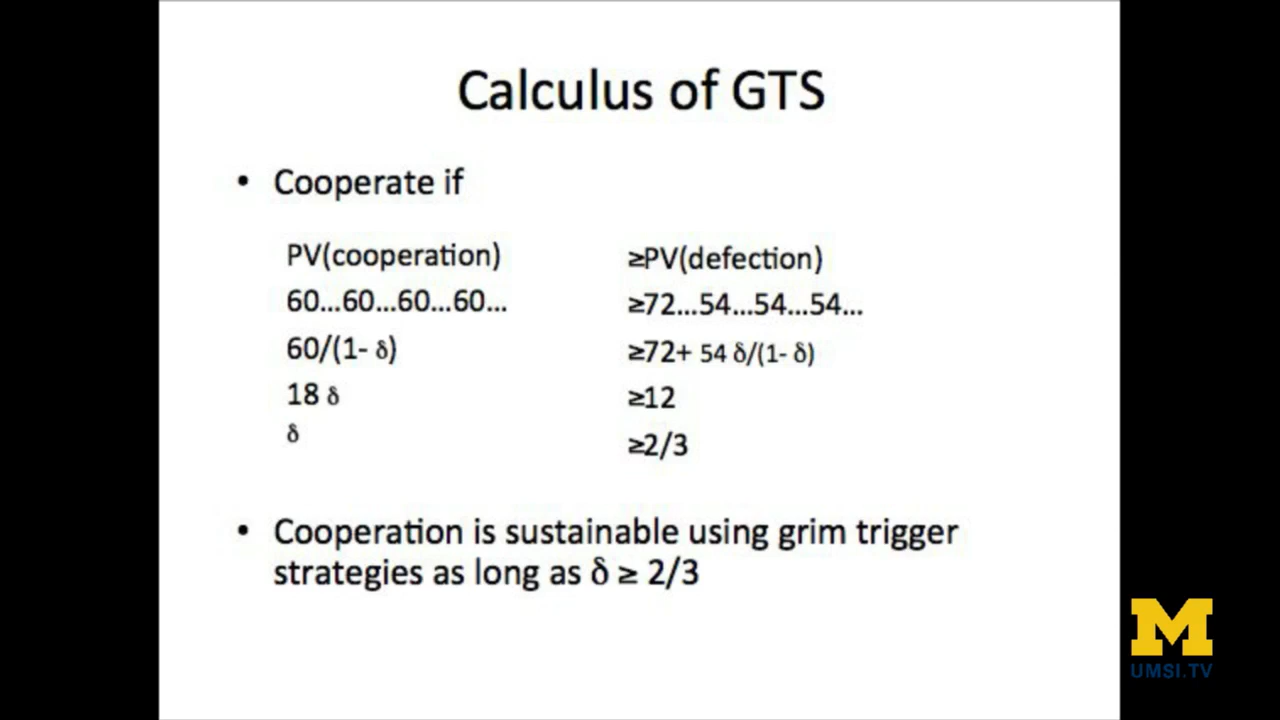 Calculus of GTS
• Cooperate if
PV(cooperation) ≥PV(defection)
60...60...60...60... ≥72...54...54...54...
60/(1- δ) ≥72+ 54 δ/(1- δ)
18 δ ≥12
δ ≥2/3
• Cooperation is sustainable using grim trigger
strategies as long as δ ≥ 2/3
M
UMSI.TV